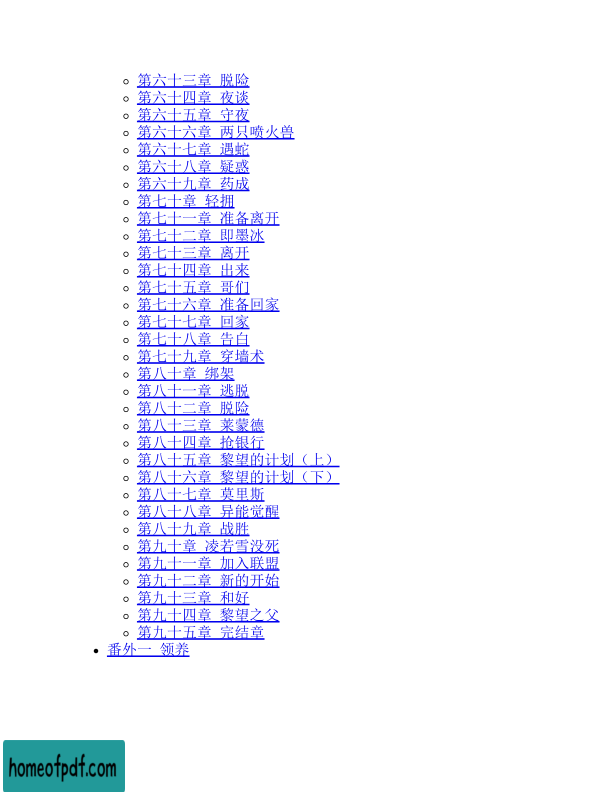 第六十三章 脱险
第六十四章 夜谈
第六十五章 守夜
第六十六章 两只喷火兽
第六十七章 遇蛇
第六十八章 疑惑
第六十九章 药成
第七十章 轻拥
第七十一章 准备离开
第七十二章 即墨冰
第七十三章 离开
第七十四章 出来
第七十五章 哥们
第七十六章 准备回家
第七十七章 回家
第七十八章 告白
第七十九章 穿墙术
第八十章 绑架
第八十一章 逃脱
第八十二章 脱险
第八十三章 莱蒙德
第八十四章 抢银行
第八十五章 黎望的计划（上）
第八十六章 黎望的计划（下）
第八十七章 莫里斯
第八十八章 异能觉醒
第八十九章 战胜
第九十章 凌若雪没死
第九十一章 加入联盟
第九十二章 新的开始
第九十三章 和好
第九十四章 黎望之父
第九十五章 完结章
番外一 领养
homeofpdf.com